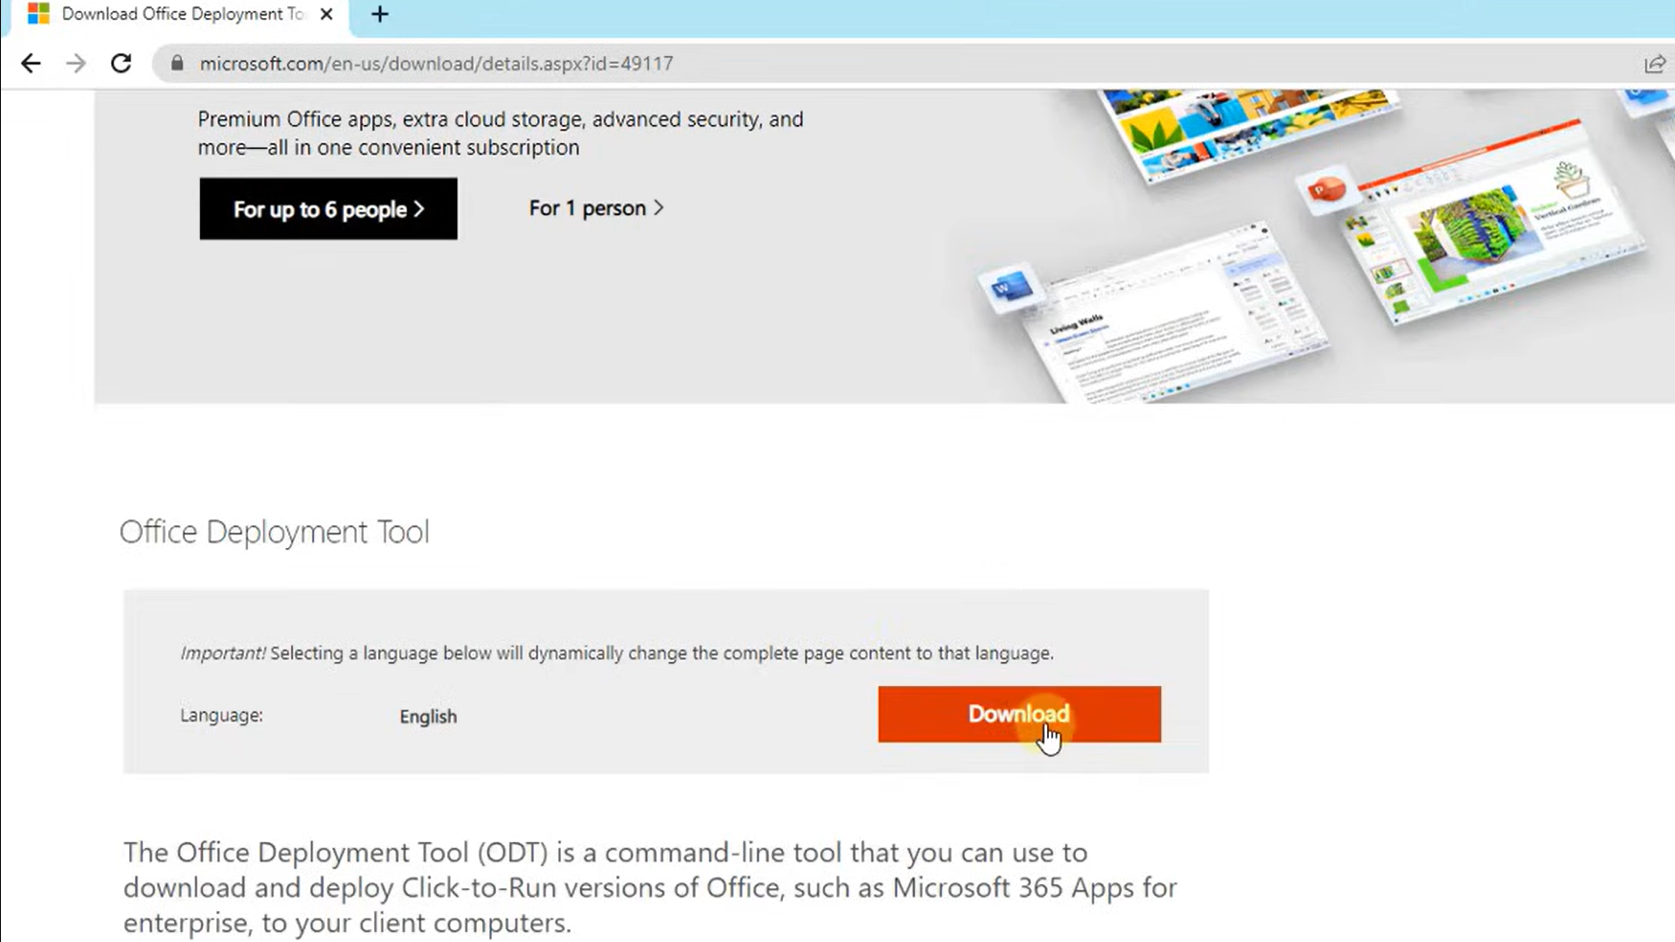 Download Office Deployment To
microsoft.com/en-us/download/details.aspx?id=49117
Premium Office apps, extra cloud storage, advanced security, and
more—all in one convenient subscription
For up to 6 people >
For 1 person >
Vertical Gardens
Living Walls
Office Deployment Tool
Important! Selecting a language below will dynamically change the complete page content to that language.
Language:
English
Download
The Office Deployment Tool (ODT) is a command-line tool that you can use to
download and deploy Click-to-Run versions of Office, such as Microsoft 365 Apps for
enterprise, to your client computers.